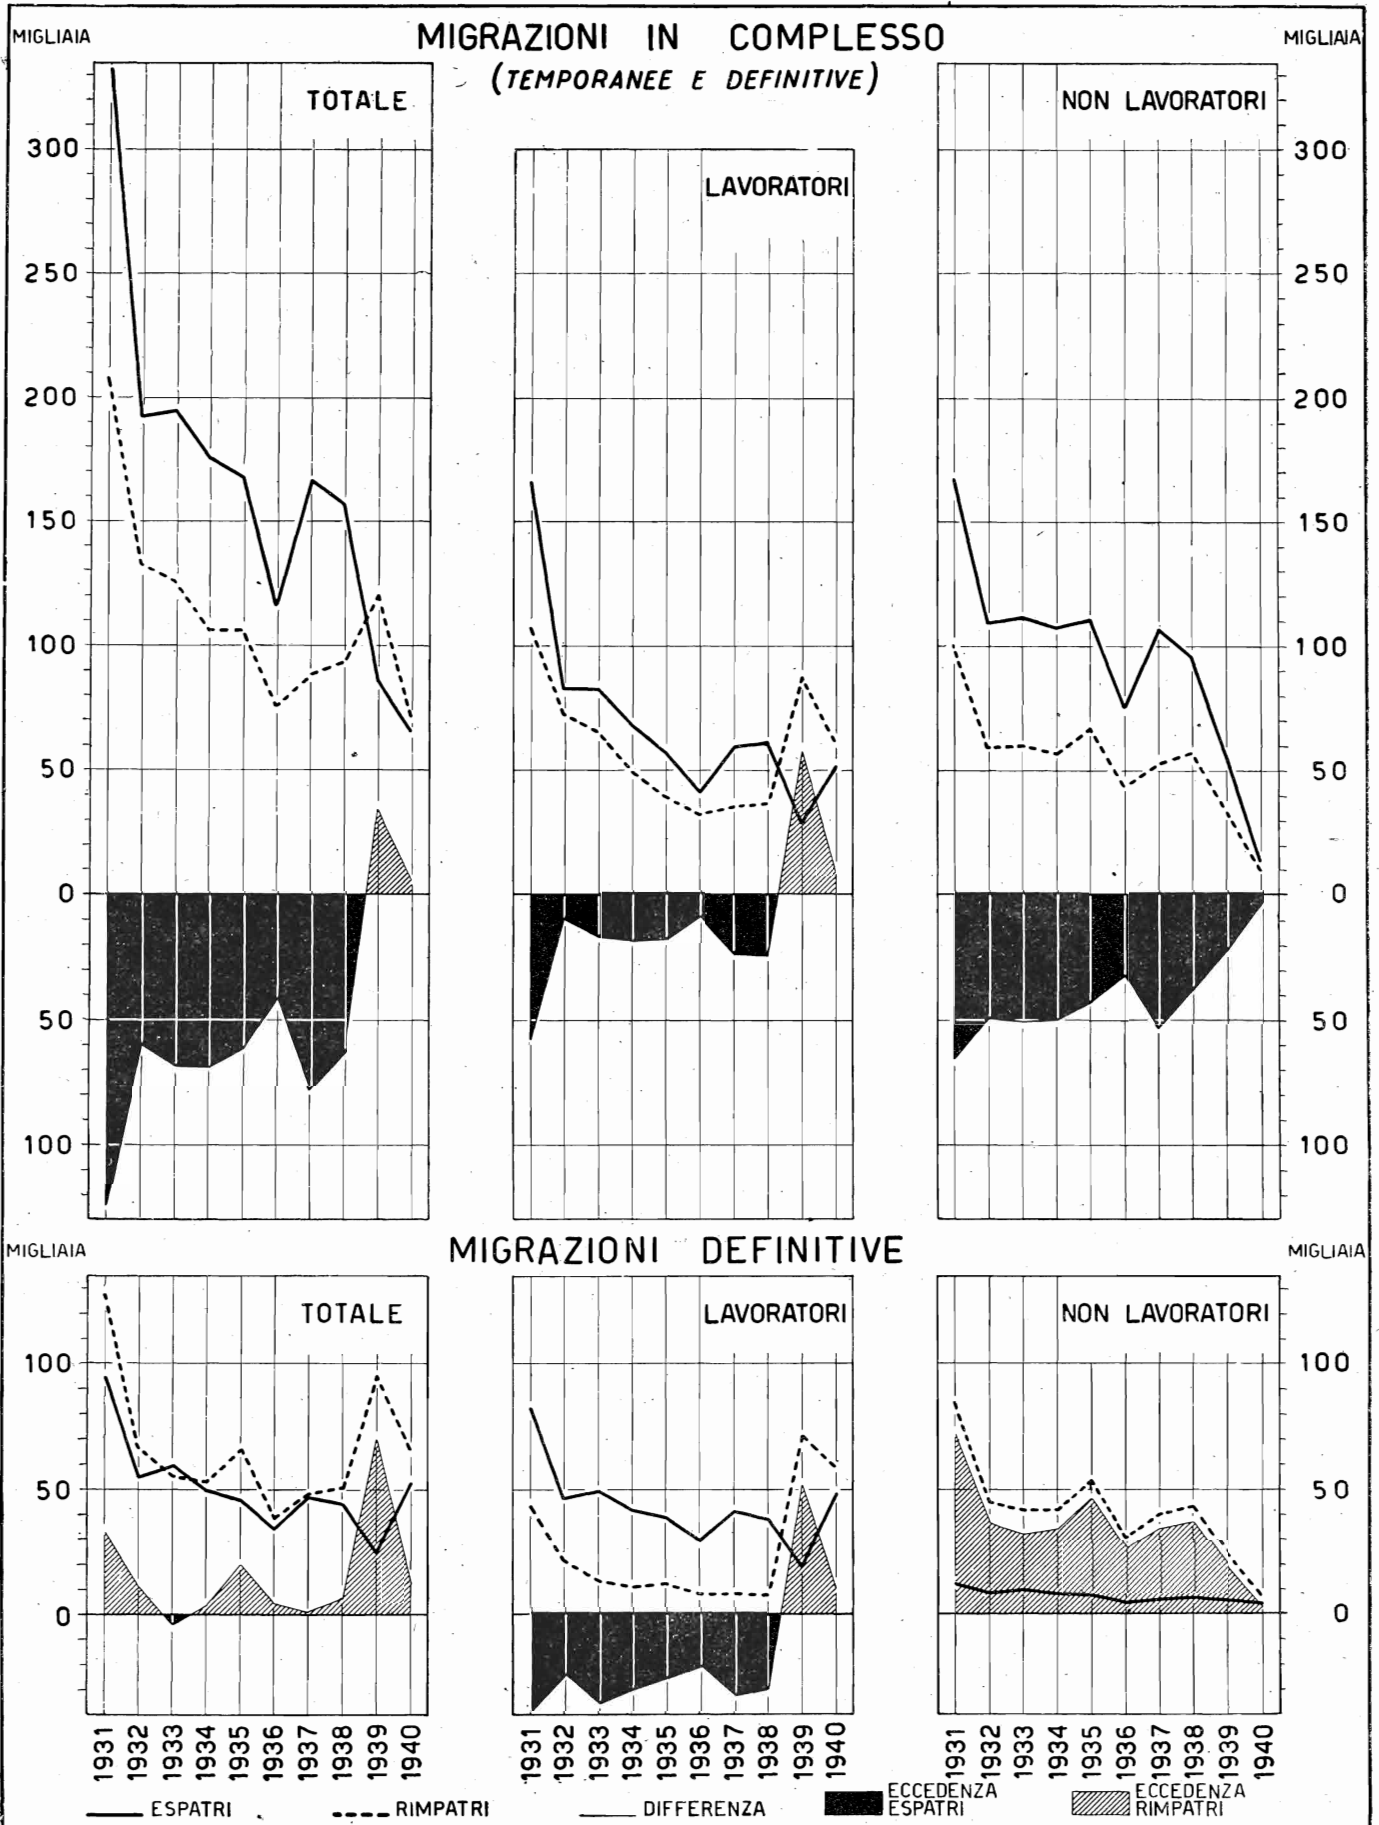 MIGRAZIONI IN COMPLESSO
(TEMPORANEE E DEFINITIVE)
MIGLIAIA
MIGLIAIA
TOTALE
LAVORATORI
NON LAVORATORI
300
250
200
150
100
50
0
50
100
300
250
200
150
100
50
0
50
100
MIGRAZIONI DEFINITIVE
MIGLIAIA
MIGLIAIA
TOTALE
LAVORATORI
NON LAVORATORI
100
50
0
100
50
0
1931 1932 1933 1934 1935 1936 1937 1938 1939 1940
1931 1932 1933 1934 1935 1936 1937 1938 1939 1940
1931 1932 1933 1934 1935 1936 1937 1938 1939 1940
ESPATRI
RIMPATRI
DIFFERENZA
ECCEDENZA
ESPATRI
ECCEDENZA
RIMPATRI